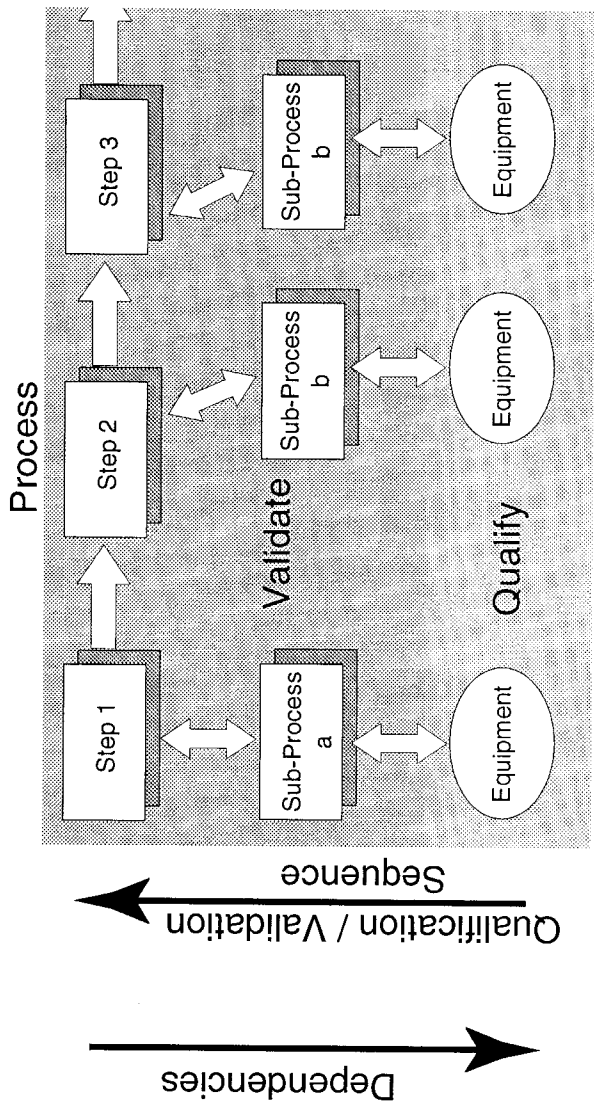 Process
Step 1
Step 2
Step 3
Sub-Process
a
Sub-Process
b
Sub-Process
b
Validate
Equipment
Equipment
Equipment
Qualify
Qualification / Validation
Sequence
Dependencies